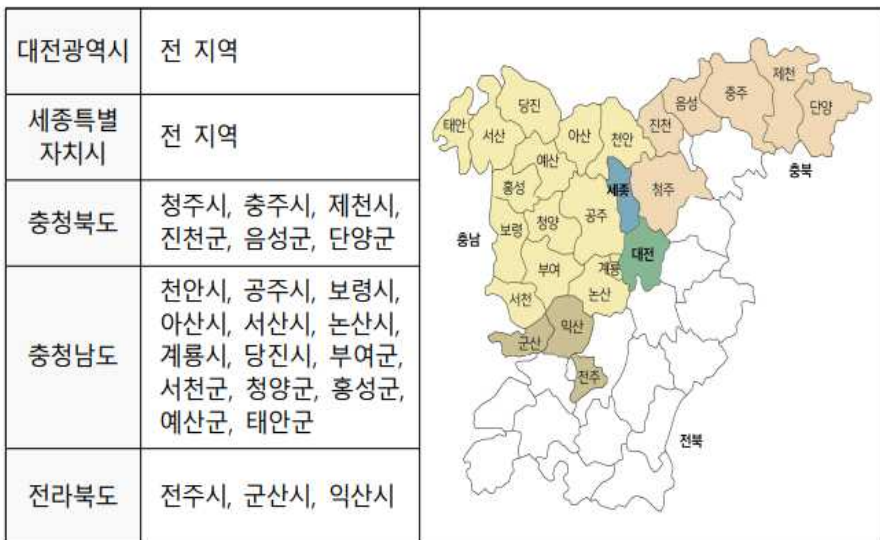 대전광역시
전 지역
세종특별
자치시
전 지역
충청북도
청주시, 충주시, 제천시,
진천군, 음성군, 단양군
충청남도
천안시, 공주시, 보령시,
아산시, 서산시, 논산시,
계룡시, 당진시, 부여군,
서천군, 청양군, 홍성군,
예산군, 태안군
전라북도
전주시, 군산시, 익산시
제천
충주
음성
단양
당진
진천
태안
서산
아산
천안
예산
충북
홍성
세종
청주
공주
보령
청양
충남
대전
부여
계룡
서천
논산
익산
군산
전주
전북